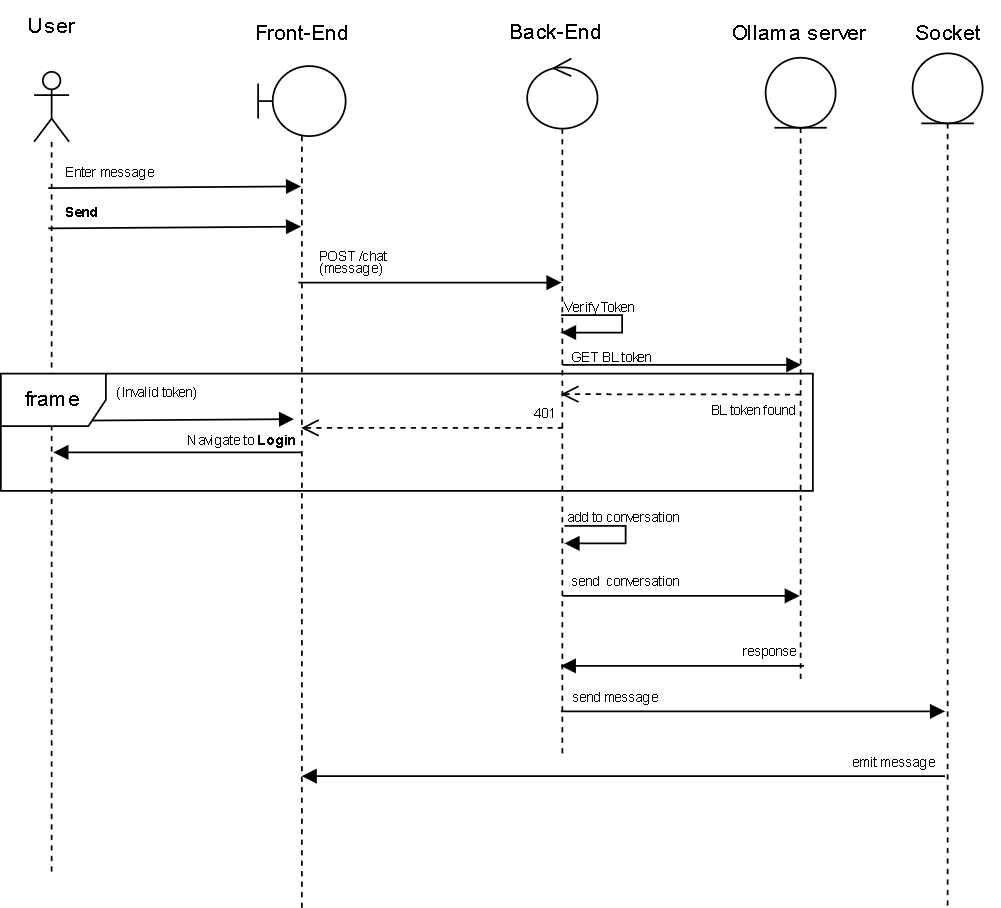 User
Front-End
Back-End
Ollama server
Socket
Enter message
Send
POST /chat
(message)
Verify Token
GET BL token
frame
(Invalid token)
BL token found
401
Navigate to Login
add to conversation
send conversation
response
send message
emit message